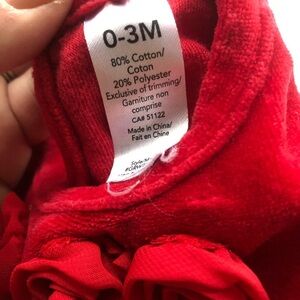 0-3M
80% Cotton/
Coton
20% Polyester
Exclusive of trimming/
Garniture non
comprise
CA# 51122
Made in China/
Fait en Chine